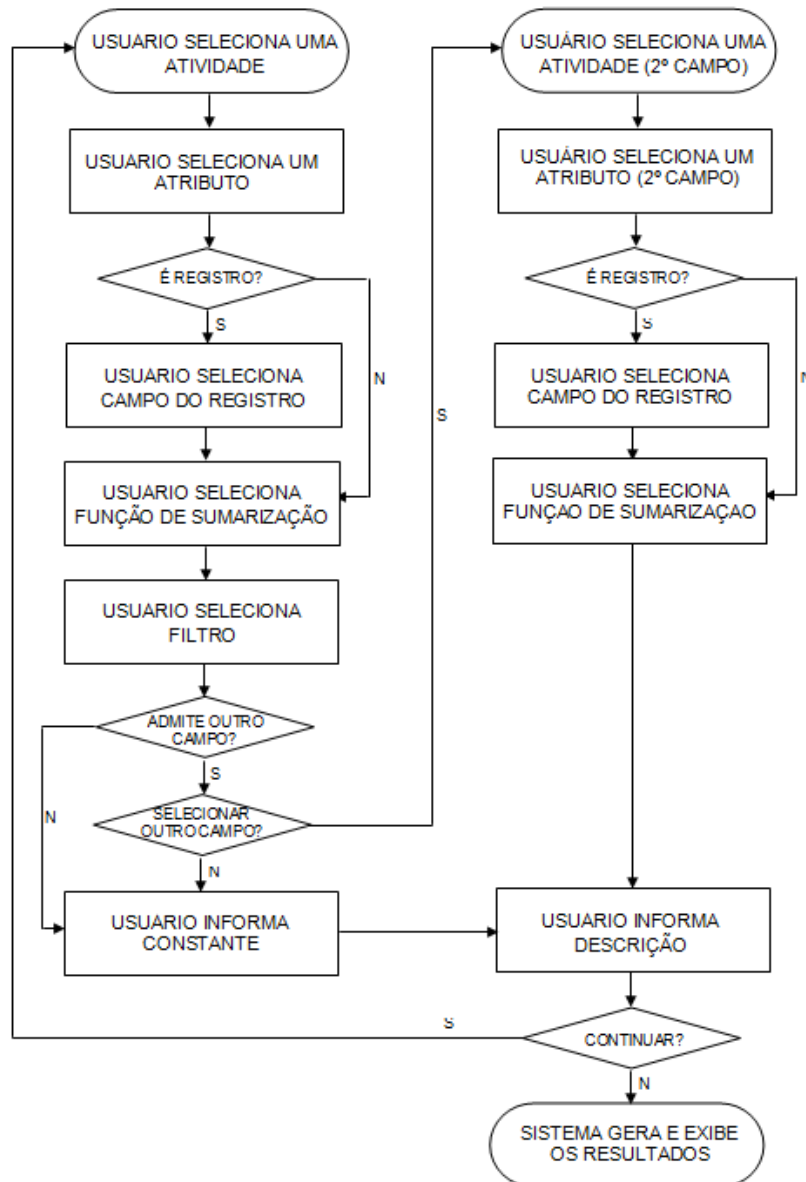 USUARIO SELECIONA UMA
ATIVIDADE
USUARIO SELECIONA UM
ATRIBUTO
É REGISTRO?
S
N
USUARIO SELECIONA
CAMPO DO REGISTRO
USUARIO SELECIONA
FUNÇÃO DE SUMARIZAÇÃO
USUARIO SELECIONA
FILTRO
ADMITE OUTRO
CAMPO?
S
N
SELECIONAR
OUTRO CAMPO?
S
N
USUARIO INFORMA
CONSTANTE
USUÁRIO SELECIONA UMA
ATIVIDADE (2º CAMPO)
USUÁRIO SELECIONA UM
ATRIBUTO (2º CAMPO)
É REGISTRO?
S
N
USUARIO SELECIONA
CAMPO DO REGISTRO
USUARIO SELECIONA
FUNÇAO DE SUMARIZAÇAO
USUARIO INFORMA
DESCRIÇÃO
CONTINUAR?
S
N
SISTEMA GERA E EXIBE
OS RESULTADOS